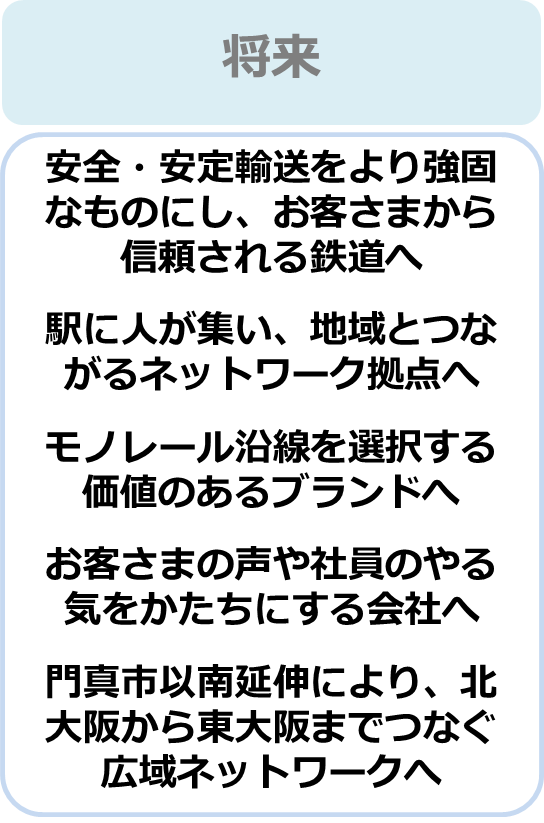 将来
安全・安定輸送をより強固
なものにし、お客さまから
信頼される鉄道へ
駅に人が集い、地域とつな
がるネットワーク拠点へ
モノレール沿線を選択する
価値のあるブランドへ
お客さまの声や社員のやる
気をかたちにする会社へ
門真市以南延伸により、北
大阪から東大阪までつなぐ
広域ネットワークへ